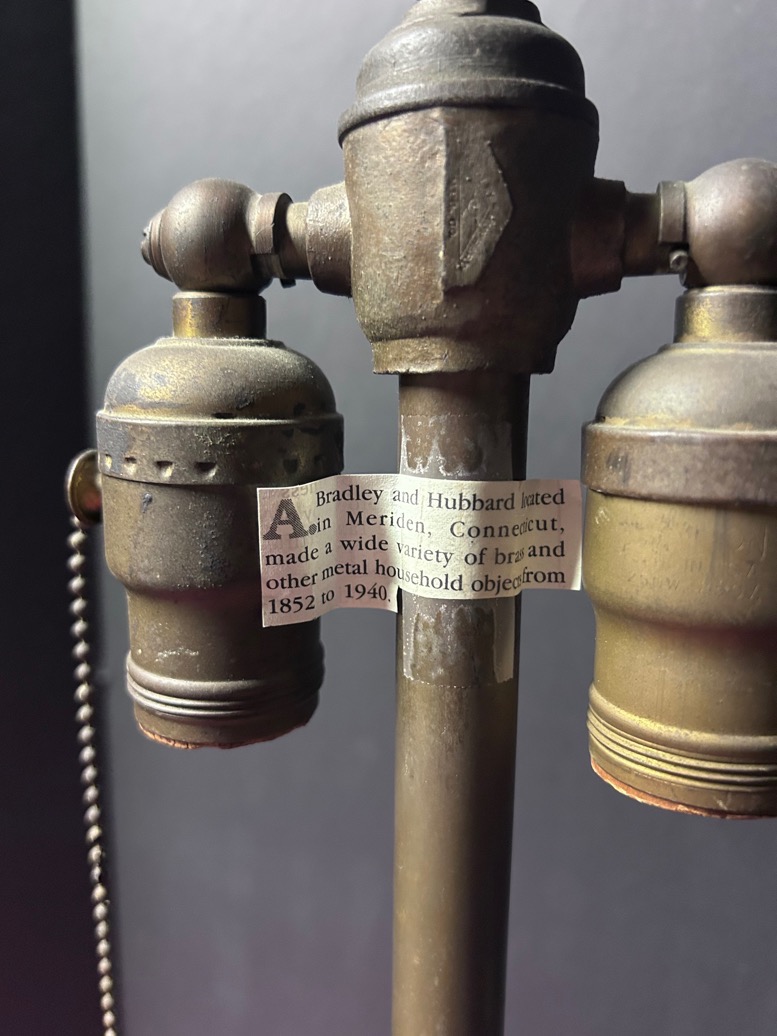 A. Bradley and Hubbard located
in Meriden, Connecticut,
made a wide variety of brass and
other metal household objects from
1852 to 1940.